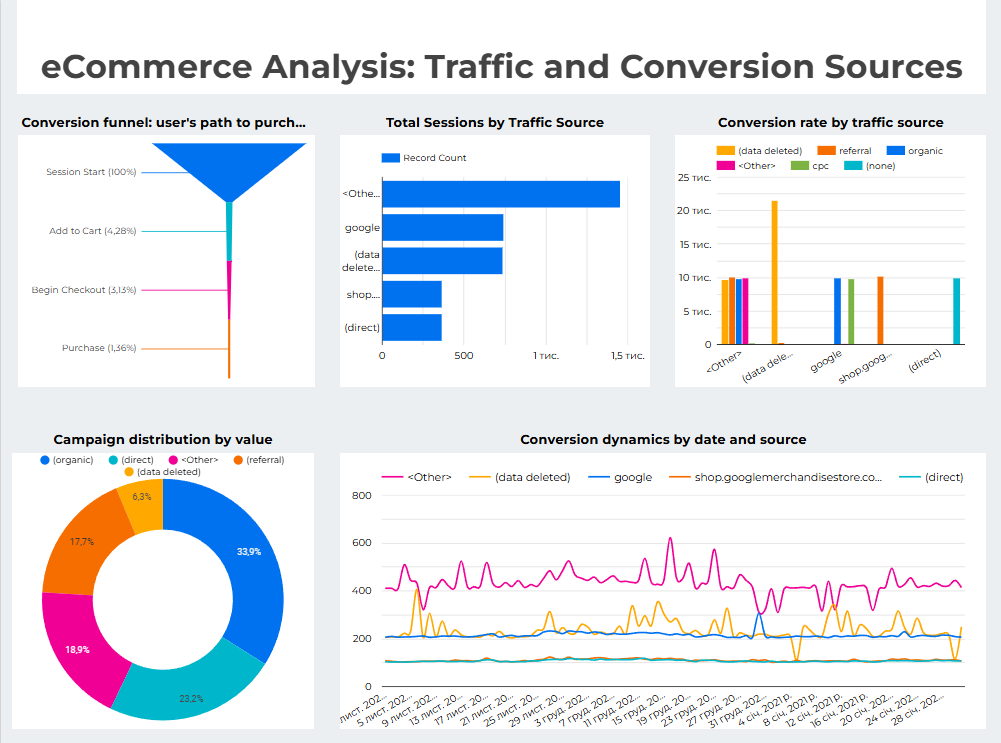 eCommerce Analysis: Traffic and Conversion Sources
Conversion funnel: user's path to purch...
Session Start (100%)
Add to Cart (4,28%)
Begin Checkout (3,13%)
Purchase (1,36%)
Total Sessions by Traffic Source
Record Count
<Othe...
google
(data
delete...
shop....
(direct)
0 500 1 тис. 1,5 тис.
Conversion rate by traffic source
(data deleted) referral organic
<Other> cpc (none)
25 тис.
20 тис.
15 тис.
10 тис.
5 тис.
0
<Other> (data dele... google shop.goog... (direct)
Campaign distribution by value
(organic) (direct) <Other> (referral)
(data deleted)
6,3%
33,9%
17,7%
18,9%
23,2%
Conversion dynamics by date and source
<Other> (data deleted) google shop.googlemerchandisestore.co... (direct)
800
600
400
200
0
лист. 202... 5 лист. 202... 9 лист. 202... 13 лист. 20... 17 лист. 20... 21 лист. 20... 25 лист. 20... 29 лист. 20... 3 груд. 202... 7 груд. 202... 11 груд. 20... 15 груд. 20... 19 груд. 20... 23 груд. 20... 27 груд. 20... 31 груд. 202... 4 січ. 2021 р. 8 січ. 2021 р. 12 січ. 2021 р. 16 січ. 2021 р. 20 січ. 202... 24 січ. 202... 28 січ. 202...